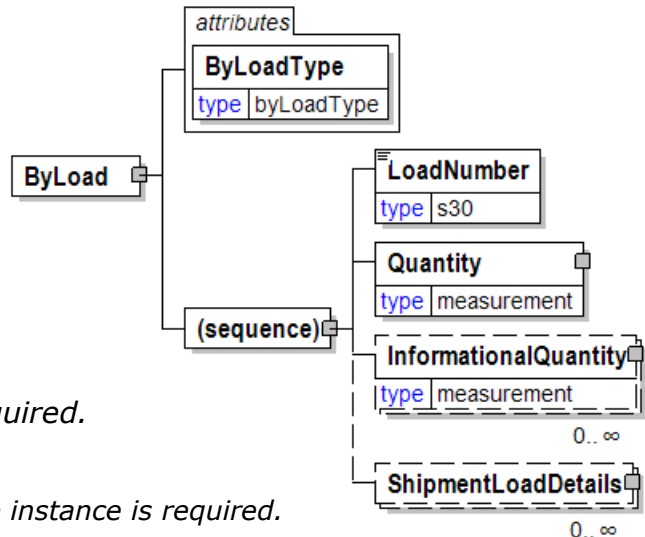 attributes
ByLoadType
type byLoadType
ByLoad
LoadNumber
type s30
Quantity
type measurement
(sequence)
InformationalQuantity
type measurement
0.. ∞
instance is required.
ShipmentLoadDetails
0.. ∞